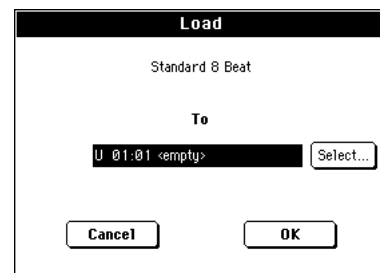 Load
Standard 8 Beat
To
U 01:01 <empty>
Select...
Cancel
OK